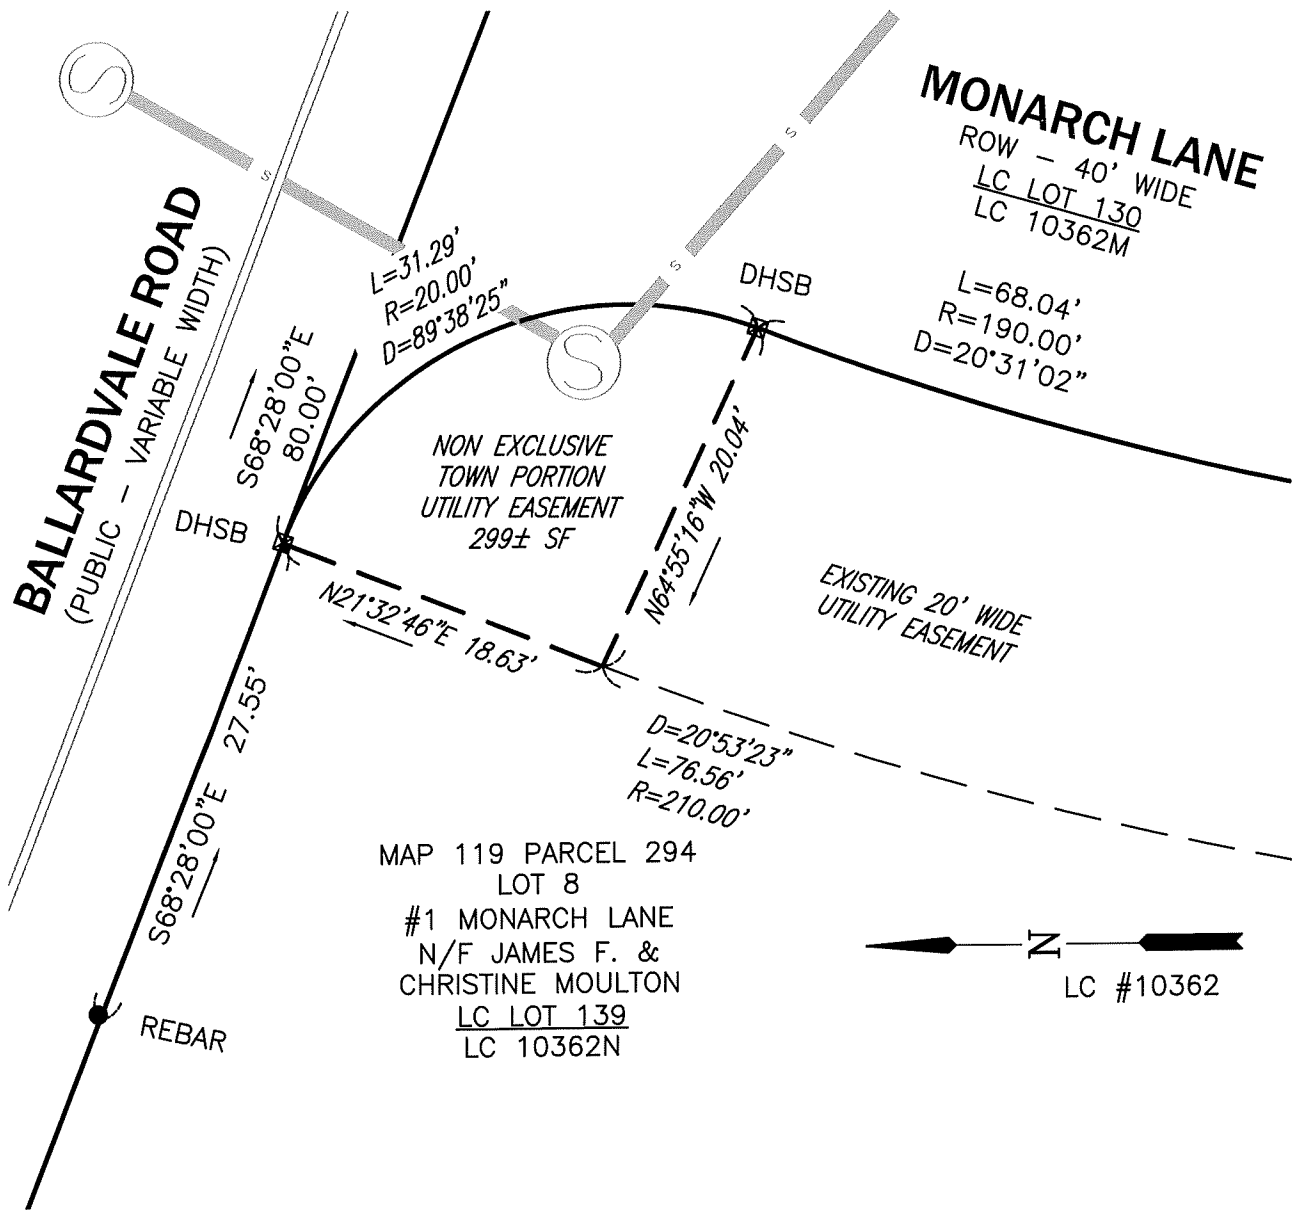 MONARCH LANE
ROW - 40' WIDE
LC LOT 130
LC 10362M
S
S
S
S
S
BALLARDVALE ROAD
(PUBLIC - VARIABLE WIDTH)
L=31.29'
R=20.00'
D=89°38'25"
DHSB
L=68.04'
R=190.00'
D=20°31'02"
S68°28'00"E
80.00'
DHSB
NON EXCLUSIVE
TOWN PORTION
UTILITY EASEMENT
299± SF
N64°55'16"W 20.04'
N21°32'46"E 18.63'
EXISTING 20' WIDE
UTILITY EASEMENT
S68°28'00"E 27.55'
D=20°53'23"
L=76.56'
R=210.00'
MAP 119 PARCEL 294
LOT 8
#1 MONARCH LANE
N/F JAMES F. &
CHRISTINE MOULTON
LC LOT 139
LC 10362N
REBAR
N
LC #10362